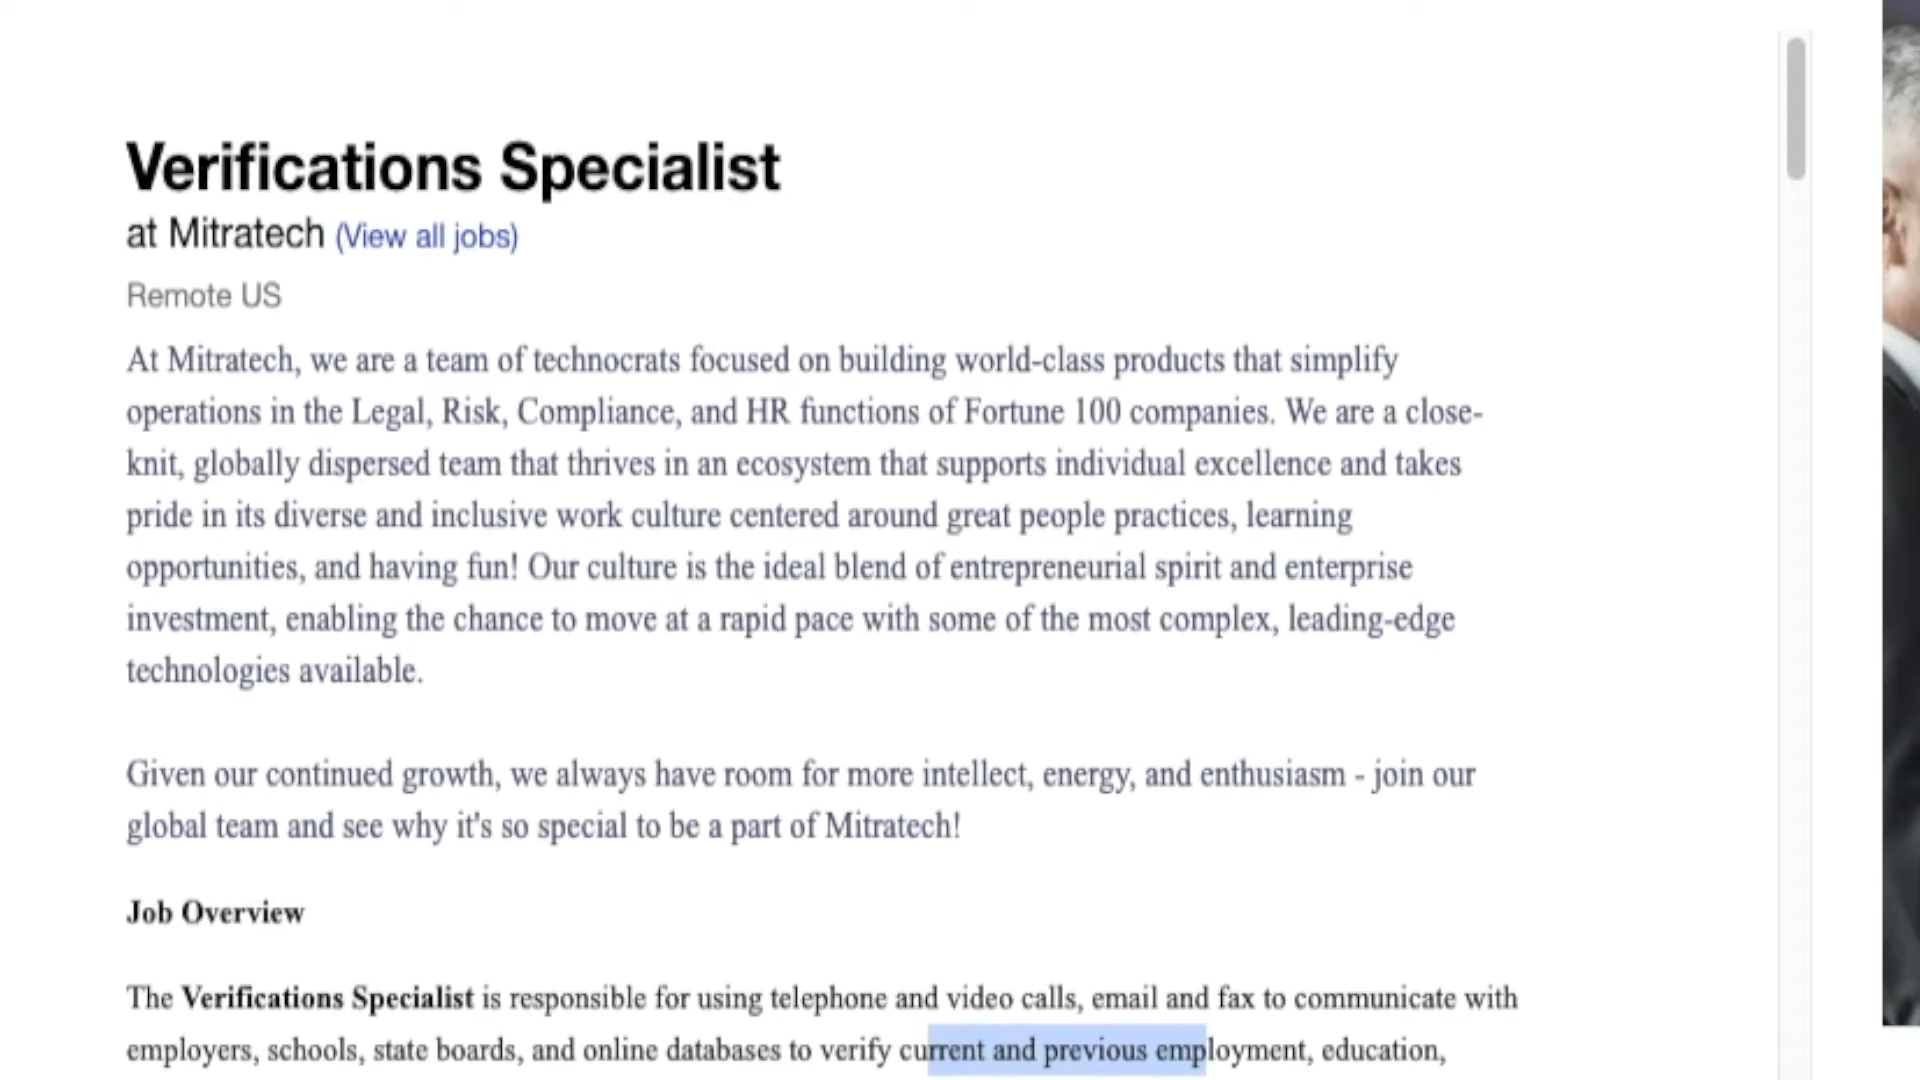 Verifications Specialist
at Mitratech (View all jobs)
Remote US
At Mitratech, we are a team of technocrats focused on building world-class products that simplify
operations in the Legal, Risk, Compliance, and HR functions of Fortune 100 companies. We are a close-
knit, globally dispersed team that thrives in an ecosystem that supports individual excellence and takes
pride in its diverse and inclusive work culture centered around great people practices, learning
opportunities, and having fun! Our culture is the ideal blend of entrepreneurial spirit and enterprise
investment, enabling the chance to move at a rapid pace with some of the most complex, leading-edge
technologies available.
Given our continued growth, we always have room for more intellect, energy, and enthusiasm - join our
global team and see why it's so special to be a part of Mitratech!
Job Overview
The Verifications Specialist is responsible for using telephone and video calls, email and fax to communicate with
employers, schools, state boards, and online databases to verify current and previous employment, education,